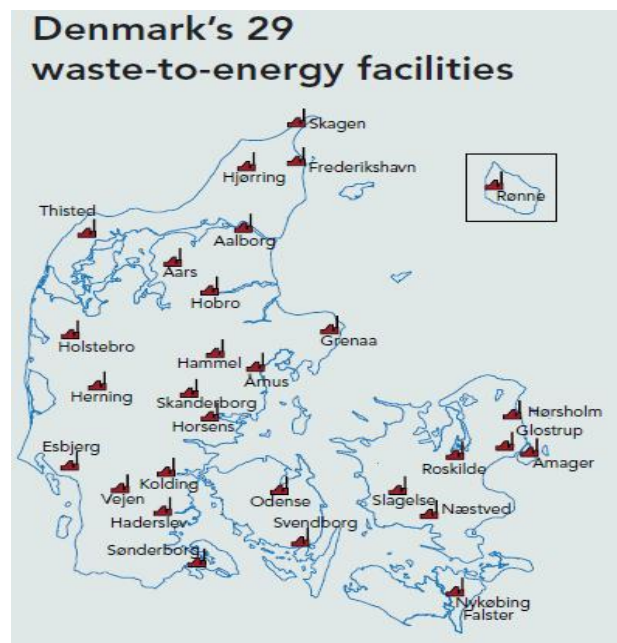 Denmark's 29
waste-to-energy facilities
Skagen
Frederikshavn
Hjørring
Rønne
Thisted
Aalborg
Aars
Hobro
Grenaa
Holstebro
Hammel
Århus
Herning
Skanderborg
Horsens
Hørsholm
Glostrup
Amager
Roskilde
Esbjerg
Kolding
Vejen
Haderslev
Odense
Slagelse
Næstved
Svendborg
Sønderborg
Nykøbing
Falster